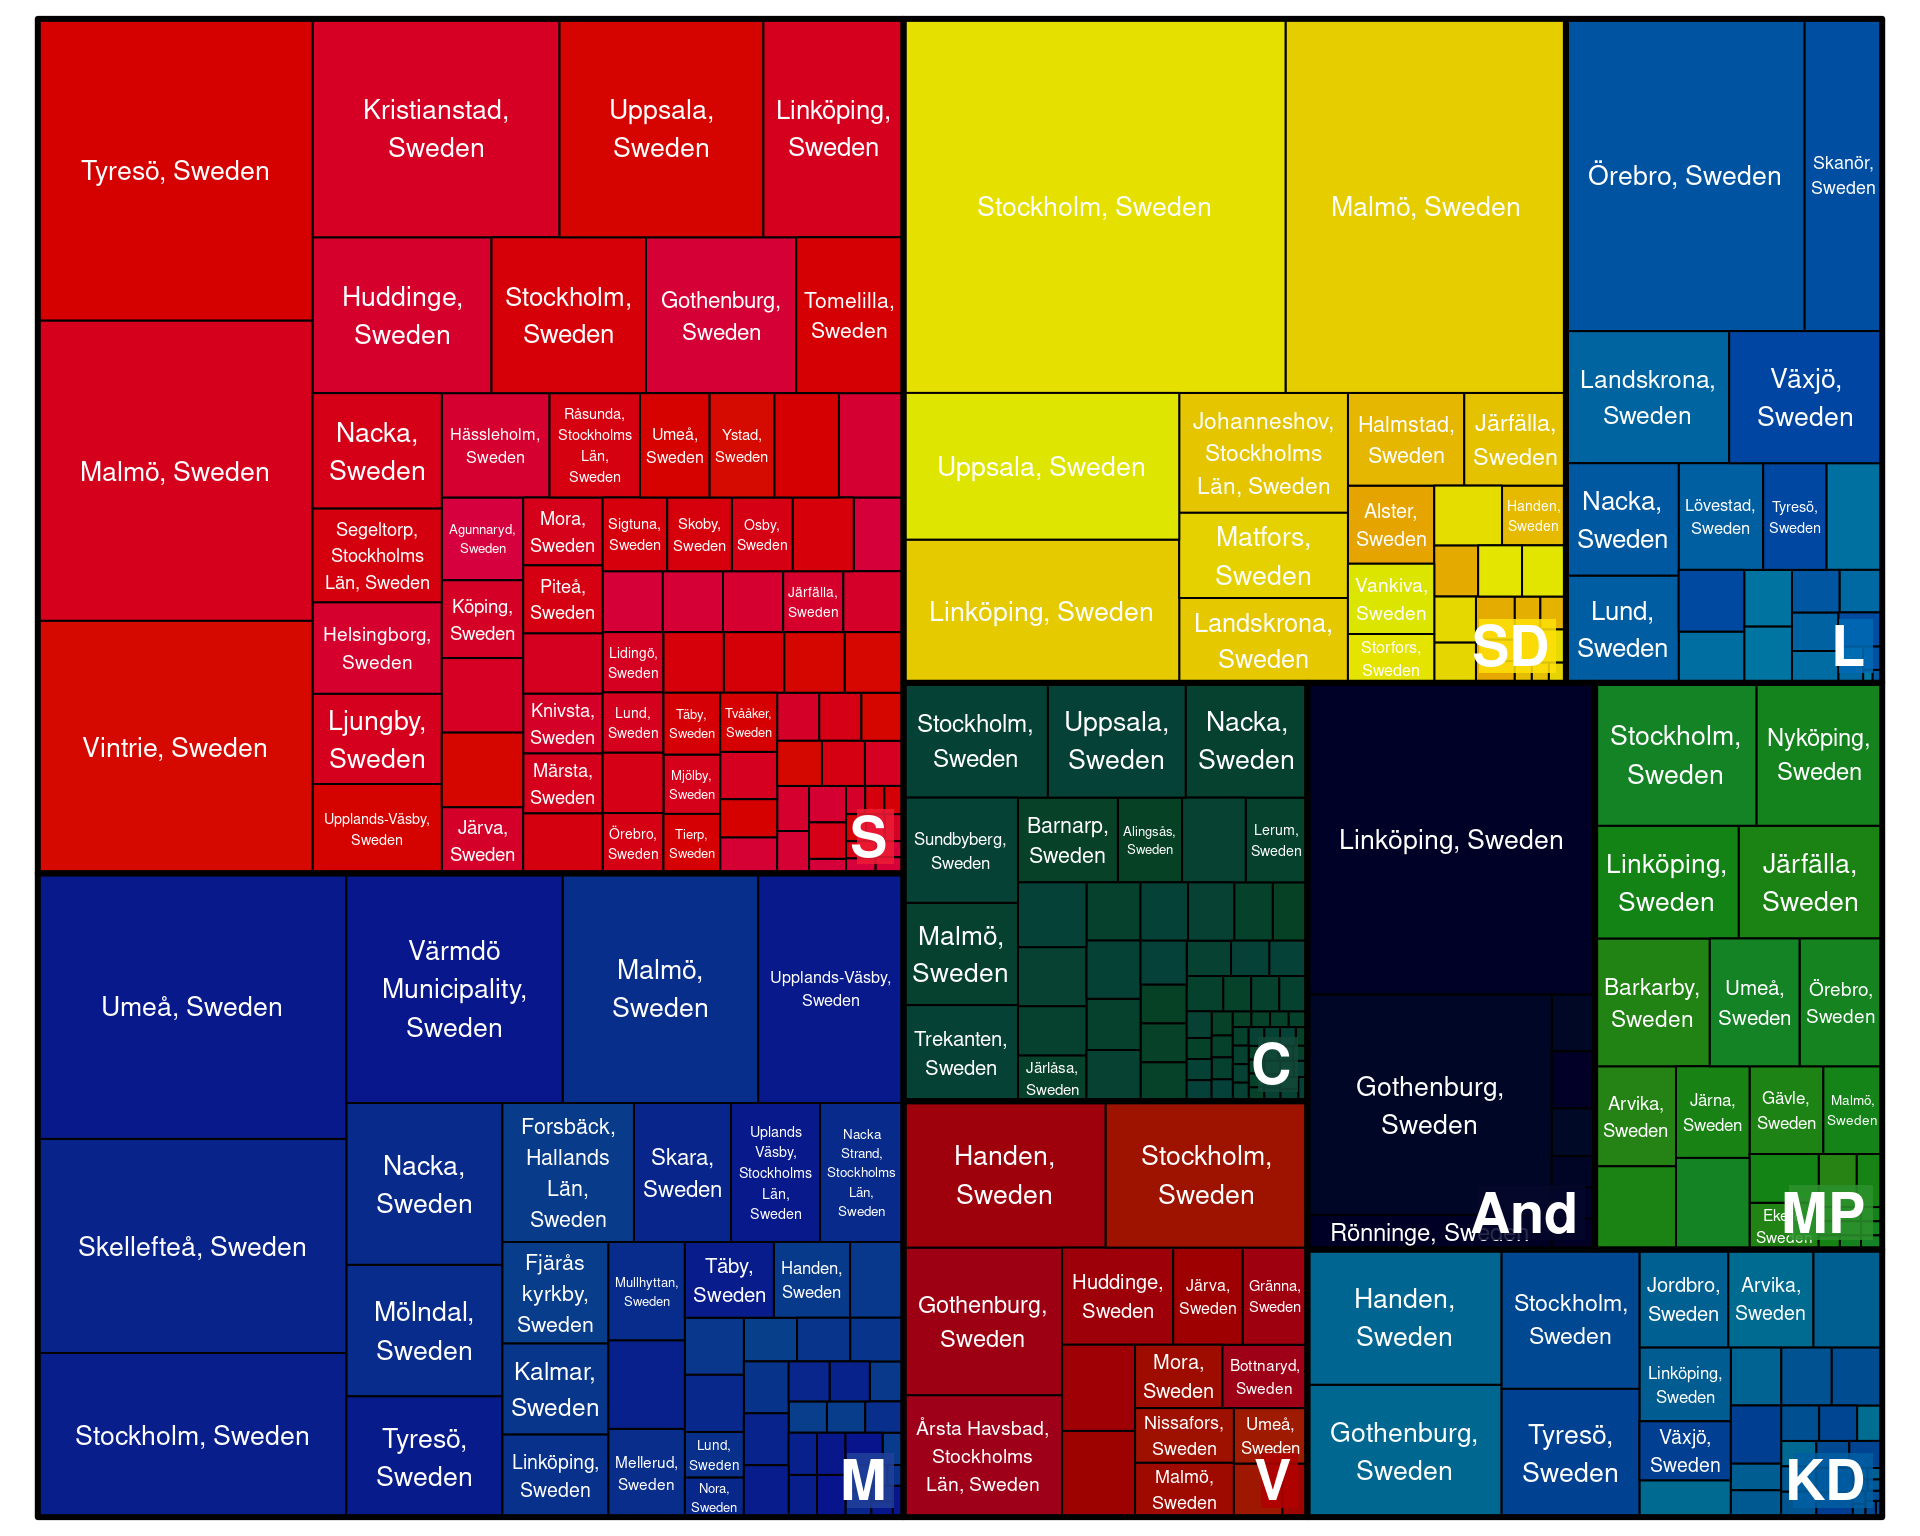 Tyresö, Sweden
Malmö, Sweden
Vintrie, Sweden
Kristianstad,
Sweden
Uppsala,
Sweden
Linköping,
Sweden
Huddinge,
Sweden
Stockholm,
Sweden
Gothenburg,
Sweden
Tomelilla,
Sweden
Nacka,
Sweden
Segeltorp,
Stockholms
Län, Sweden
Helsingborg,
Sweden
Ljungby,
Sweden
Upplands-Väsby,
Sweden
Hässleholm,
Sweden
Råsunda,
Stockholms
Län,
Sweden
Umeå,
Sweden
Ystad,
Sweden
Agunnaryd,
Sweden
Köping,
Sweden
Järva,
Sweden
Mora,
Sweden
Piteå,
Sweden
Knivsta,
Sweden
Märsta,
Sweden
Sigtuna,
Sweden
Skoby,
Sweden
Osby,
Sweden
Järfälla,
Sweden
Lidingö,
Sweden
Lund,
Sweden
Örebro,
Sweden
Täby,
Sweden
Mjölby,
Sweden
Tierp,
Sweden
Tvååker,
Sweden
S
Stockholm, Sweden
Malmö, Sweden
Uppsala, Sweden
Linköping, Sweden
Johanneshov,
Stockholms
Län, Sweden
Matfors,
Sweden
Landskrona,
Sweden
Halmstad,
Sweden
Järfälla,
Sweden
Alster,
Sweden
Handen,
Sweden
Vankiva,
Sweden
Storfors,
Sweden
SD
Örebro, Sweden
Skanör,
Sweden
Landskrona,
Sweden
Växjö,
Sweden
Nacka,
Sweden
Lund,
Sweden
Lövestad,
Sweden
Tyresö,
Sweden
L
Umeå, Sweden
Skellefteå, Sweden
Stockholm, Sweden
Värmdö
Municipality,
Sweden
Malmö,
Sweden
Upplands-Väsby,
Sweden
Nacka,
Sweden
Mölndal,
Sweden
Tyresö,
Sweden
Forsbäck,
Hallands
Län,
Sweden
Skara,
Sweden
Uplands
Väsby,
Stockholms
Län,
Sweden
Nacka
Strand,
Stockholms
Län,
Sweden
Fjärås
kyrkby,
Sweden
Kalmar,
Sweden
Linköping,
Sweden
Mullhyttan,
Sweden
Mellerud,
Sweden
Täby,
Sweden
Handen,
Sweden
Lund,
Sweden
Nora,
Sweden
M
Stockholm,
Sweden
Uppsala,
Sweden
Nacka,
Sweden
Sundbyberg,
Sweden
Malmö,
Sweden
Trekanten,
Sweden
Barnarp,
Sweden
Alingsås,
Sweden
Lerum,
Sweden
Järlåsa,
Sweden
C
Handen,
Sweden
Stockholm,
Sweden
Gothenburg,
Sweden
Årsta Havsbad,
Stockholms
Län, Sweden
Huddinge,
Sweden
Järva,
Sweden
Gränna,
Sweden
Mora,
Sweden
Bottnaryd,
Sweden
Nissafors,
Sweden
Umeå,
Sweden
Malmö,
Sweden
V
Linköping, Sweden
Gothenburg,
Sweden
Rönninge, Sweden
And
Stockholm,
Sweden
Nyköping,
Sweden
Linköping,
Sweden
Järfälla,
Sweden
Barkarby,
Sweden
Umeå,
Sweden
Örebro,
Sweden
Arvika,
Sweden
Järna,
Sweden
Gävle,
Sweden
Malmö,
Sweden
Sweden
MP
Handen,
Sweden
Gothenburg,
Sweden
Stockholm,
Sweden
Tyresö,
Sweden
Jordbro,
Sweden
Arvika,
Sweden
Linköping,
Sweden
Växjö,
Sweden
KD